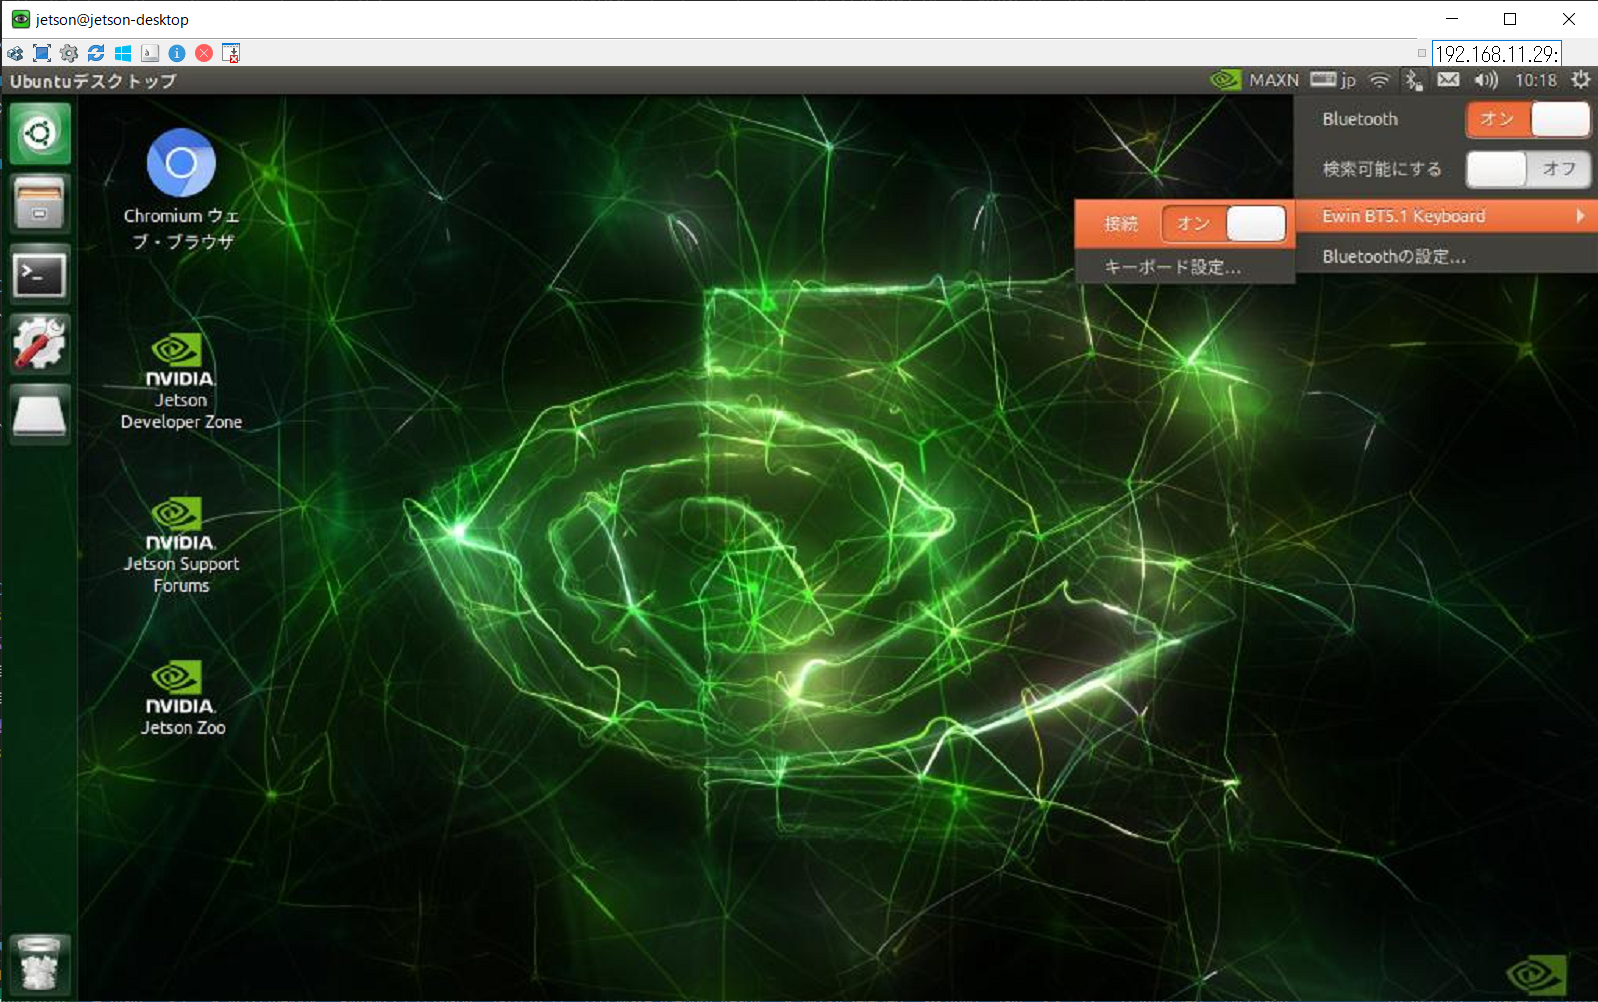 jetson@jetson-desktop
192.168.11.29:
Ubuntuデスクトップ
MAXN
jp
10:18
Bluetooth
オン
検索可能にする
オフ
Ewin BT5.1 Keyboard
Bluetoothの設定...
接続
オン
キーボード設定...
Chromium ウェ
ブ・ブラウザ
NVIDIA.
Jetson
Developer Zone
NVIDIA.
Jetson Support
Forums
NVIDIA.
Jetson Zoo